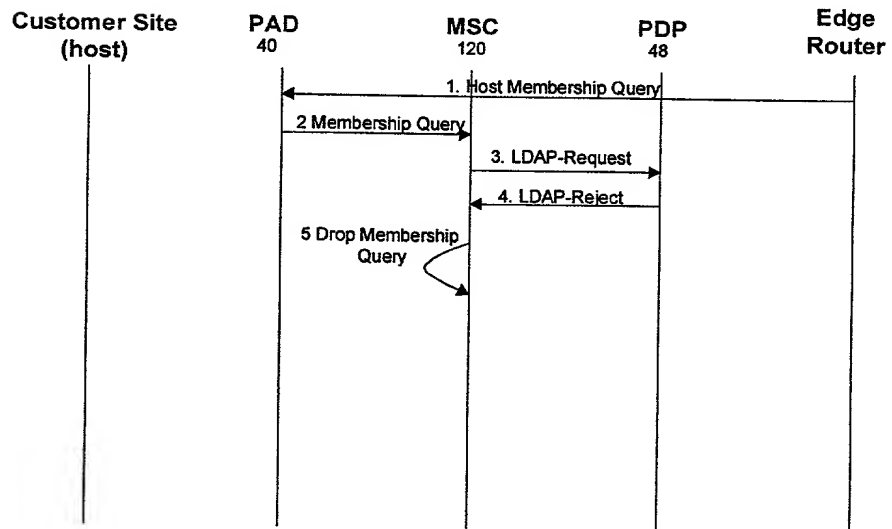 Customer Site
(host)
PAD
40
MSC
120
PDP
48
Edge
Router
1. Host Membership Query
2 Membership Query
3. LDAP-Request
4. LDAP-Reject
5 Drop Membership
Query